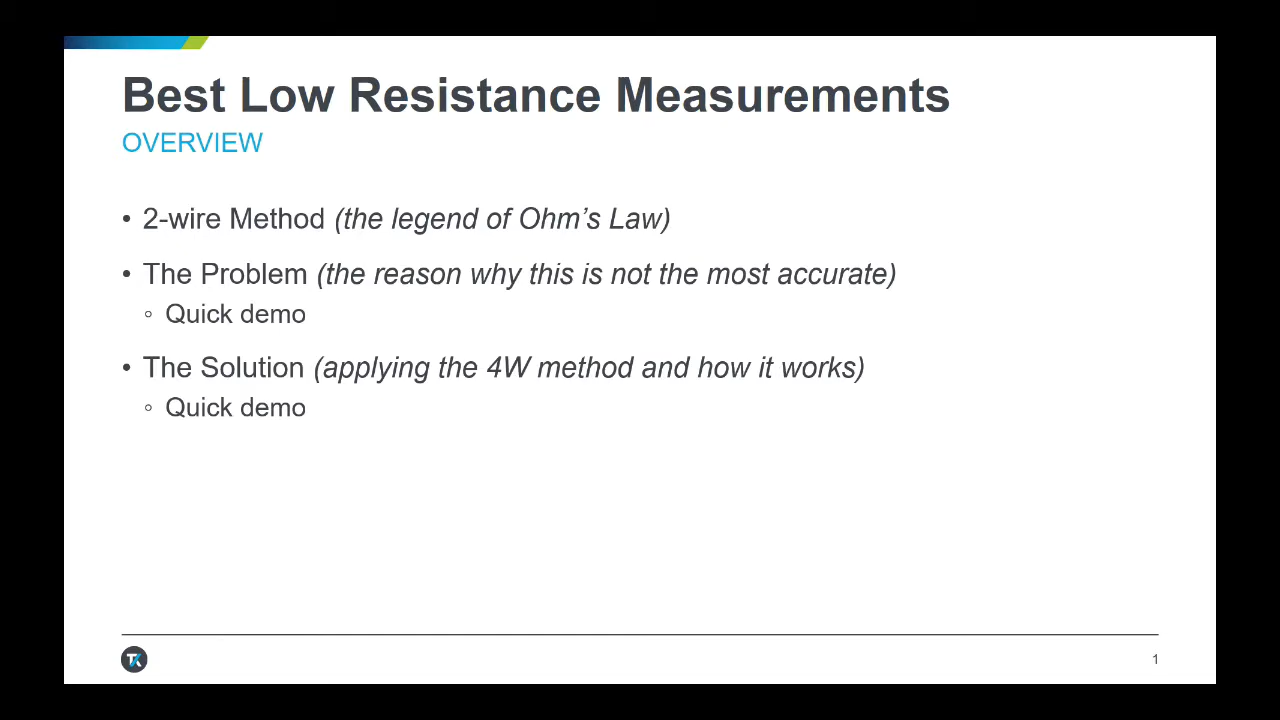 Best Low Resistance Measurements
OVERVIEW
• 2-wire Method (the legend of Ohm’s Law)
• The Problem (the reason why this is not the most accurate)
◦ Quick demo
• The Solution (applying the 4W method and how it works)
◦ Quick demo
TK
1